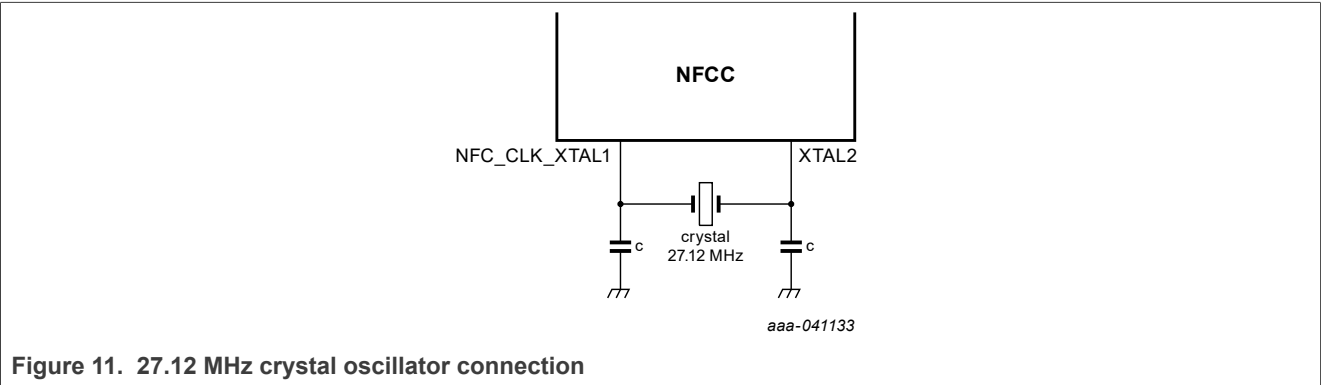 NFCC
NFC_CLK_XTAL1
XTAL2
c
crystal
27.12 MHz
c
aaa-041133
Figure 11. 27.12 MHz crystal oscillator connection